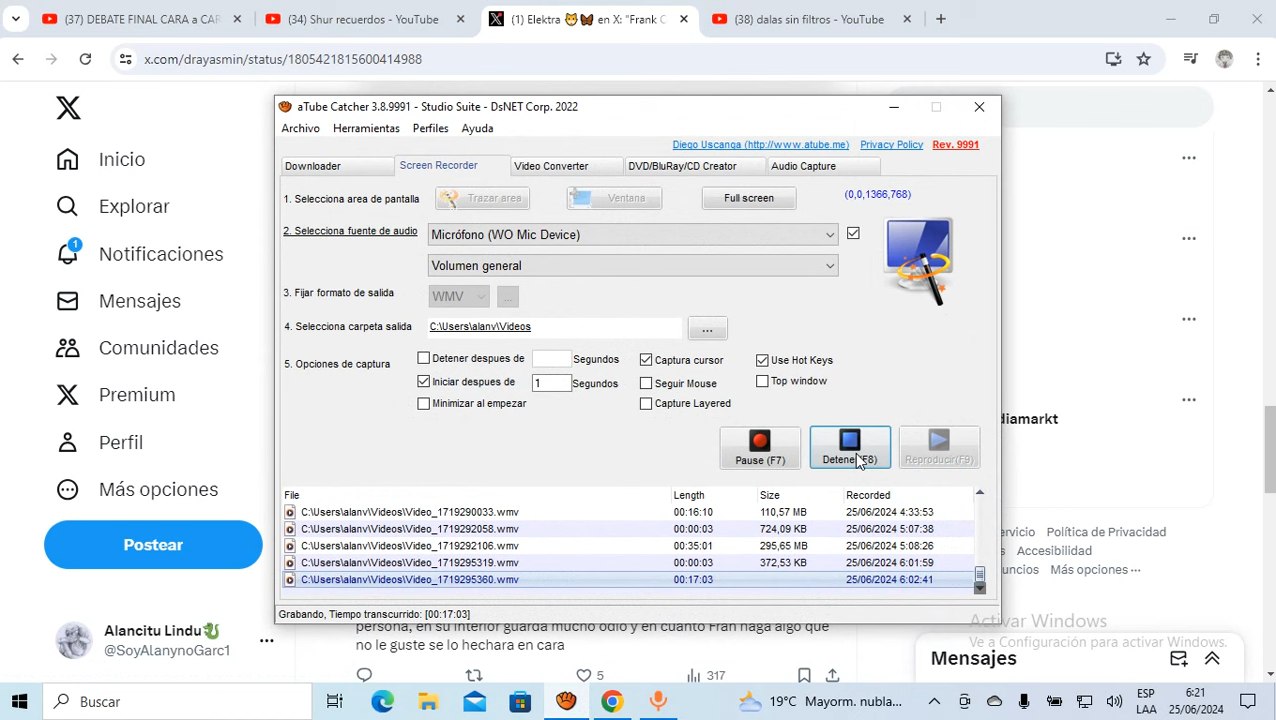 (37) DEBATE FINAL CARA a CAR
(34) Shur recuerdos - YouTube
(1) Elektra 🐯🦋 en X: "Frank C
(38) dalas sin filtros - YouTube
x.com/drayasmin/status/1805421815600414988
Inicio
Explorar
1
Notificaciones
Mensajes
Comunidades
Premium
Perfil
Más opciones
Postear
Alancitu Lindu🐉
@SoyAlanynoGarc1
aTube Catcher 3.8.9991 - Studio Suite - DsNET Corp. 2022
Archivo Herramientas Perfiles Ayuda
Diego Uscanga (http://www.atube.me) Privacy Policy Rev. 9991
Downloader Screen Recorder Video Converter DVD/BluRay/CD Creator Audio Capture
1. Selecciona area de pantalla Trazar area Ventana Full screen (0,0,1366,768)
2. Selecciona fuente de audio Micrófono (WO Mic Device)
Volumen general
3. Fijar formato de salida WMV ...
4. Selecciona carpeta salida C:\Users\alanv\Videos ...
5. Opciones de captura Detener despues de Segundos Captura cursor Use Hot Keys
Iniciar despues de 1 Segundos Seguir Mouse Top window
Minimizar al empezar Capture Layered
Pause (F7) Detener(F8) Reproducir(F9)
File Length Size Recorded
C:\Users\alanv\Videos\Video_1719290033.wmv 00:16:10 110,57 MB 25/06/2024 4:33:53
C:\Users\alanv\Videos\Video_1719292058.wmv 00:00:03 724,09 KB 25/06/2024 5:07:38
C:\Users\alanv\Videos\Video_1719292106.wmv 00:35:01 295,65 MB 25/06/2024 5:08:26
C:\Users\alanv\Videos\Video_1719295319.wmv 00:00:03 372,53 KB 25/06/2024 6:01:59
C:\Users\alanv\Videos\Video_1719295360.wmv 00:17:03 25/06/2024 6:02:41
Grabando, Tiempo transcurrido: [00:17:03]
persona, en su interior guarda mucho odio y en cuanto Fran haga algo que
no le guste se lo hechara en cara
5 317
diamarkt
ervicio Política de Privacidad
Accesibilidad
nuncios Más opciones ···
Activar Windows
Ve a Configuración para activar Windows.
Mensajes
Buscar
19°C Mayorm. nubla...
ESP
LAA
6:21
25/06/2024